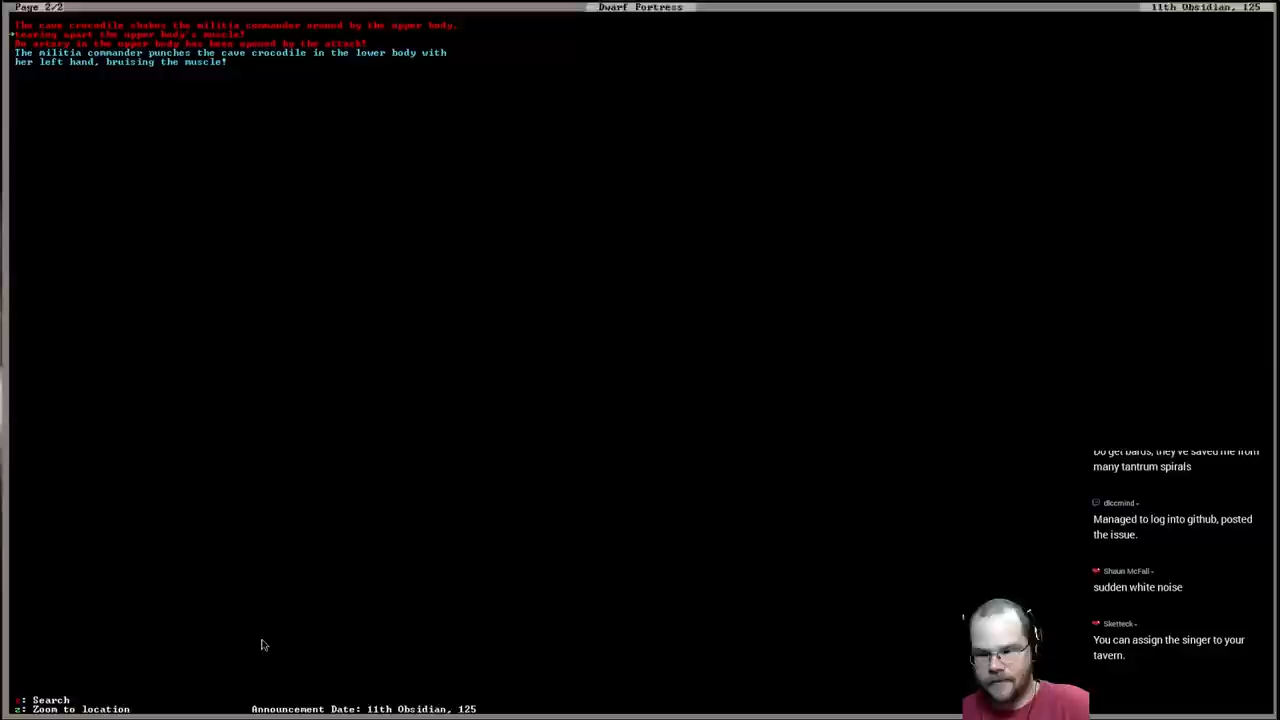 Page 2/2
Dwarf Fortress
11th Obsidian, 125
The cave crocodile shakes the militia commander around by the upper body,
tearing apart the upper body's muscle!
An artery in the upper body has been opened by the attack!
The militia commander punches the cave crocodile in the lower body with
her left hand, bruising the muscle!
Do get bards, they've saved me from
many tantrum spirals
dlccmind -
Managed to log into github, posted
the issue.
Shaun McFall -
sudden white noise
Sketteck -
You can assign the singer to your
tavern.
s: Search
z: Zoom to location
Announcement Date: 11th Obsidian, 125